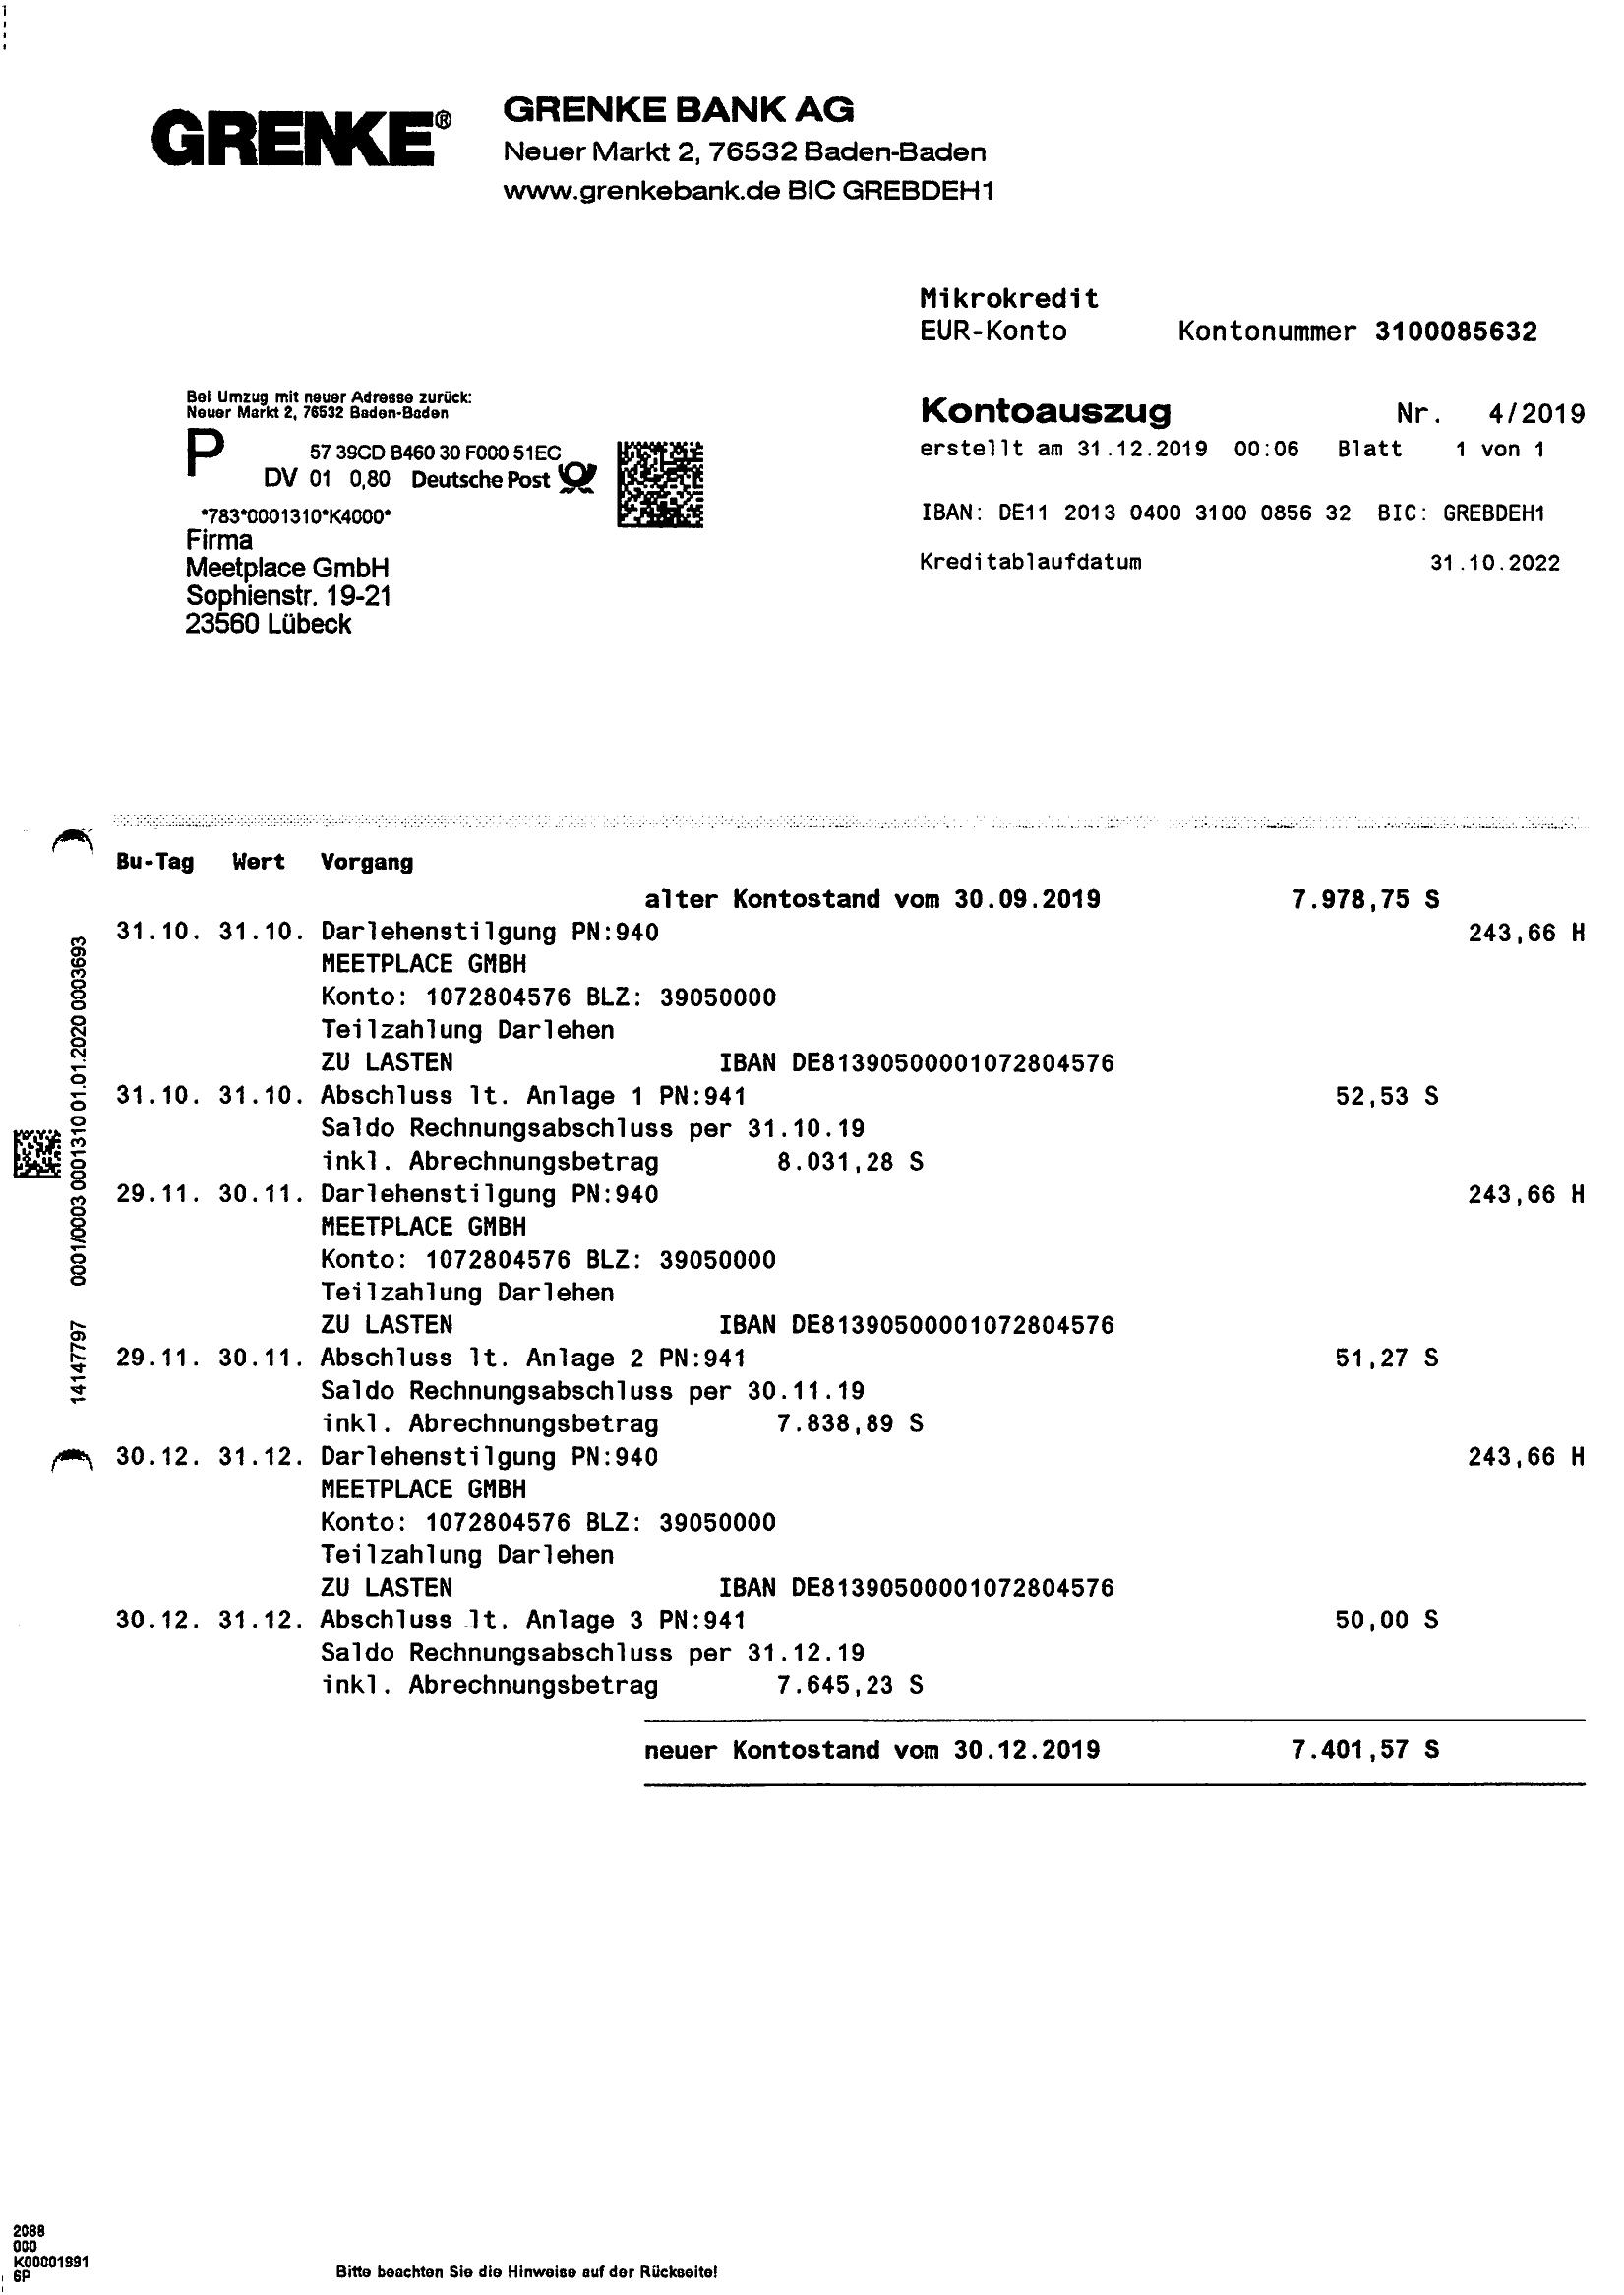 GRENKE®
GRENKE BANK AG
Neuer Markt 2, 76532 Baden-Baden
www.grenkebank.de BIC GREBDEH1
Mikrokredit
EUR-Konto Kontonummer 3100085632
Bei Umzug mit neuer Adresse zurück:
Neuer Markt 2, 76532 Baden-Baden
P 57 39CD B460 30 F000 51EC
DV 01 0,80 Deutsche Post
*783*0001310*K4000*
Firma
Meetplace GmbH
Sophienstr. 19-21
23560 Lübeck
Kontoauszug Nr. 4/2019
erstellt am 31.12.2019 00:06 Blatt 1 von 1
IBAN: DE11 2013 0400 3100 0856 32 BIC: GREBDEH1
Kreditablaufdatum 31.10.2022
Bu-Tag Wert Vorgang
alter Kontostand vom 30.09.2019 7.978,75 S
31.10. 31.10. Darlehenstilgung PN:940 243,66 H
MEETPLACE GMBH
Konto: 1072804576 BLZ: 39050000
Teilzahlung Darlehen
ZU LASTEN IBAN DE81390500001072804576
31.10. 31.10. Abschluss lt. Anlage 1 PN:941 52,53 S
Saldo Rechnungsabschluss per 31.10.19
inkl. Abrechnungsbetrag 8.031,28 S
29.11. 30.11. Darlehenstilgung PN:940 243,66 H
MEETPLACE GMBH
Konto: 1072804576 BLZ: 39050000
Teilzahlung Darlehen
ZU LASTEN IBAN DE81390500001072804576
29.11. 30.11. Abschluss lt. Anlage 2 PN:941 51,27 S
Saldo Rechnungsabschluss per 30.11.19
inkl. Abrechnungsbetrag 7.838,89 S
30.12. 31.12. Darlehenstilgung PN:940 243,66 H
MEETPLACE GMBH
Konto: 1072804576 BLZ: 39050000
Teilzahlung Darlehen
ZU LASTEN IBAN DE81390500001072804576
30.12. 31.12. Abschluss lt. Anlage 3 PN:941 50,00 S
Saldo Rechnungsabschluss per 31.12.19
inkl. Abrechnungsbetrag 7.645,23 S
neuer Kontostand vom 30.12.2019 7.401,57 S
14147797 0001/0003 0001310 01.01.2020 0003693
2088
000
K00001991
6P
Bitte beachten Sie die Hinweise auf der Rückseite!